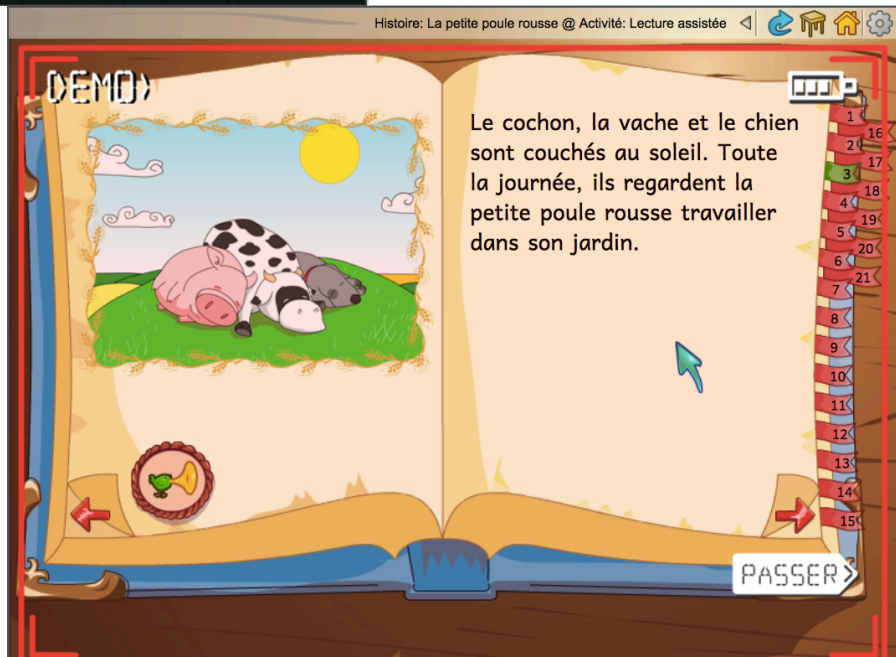 Histoire: La petite poule rousse @ Activité: Lecture assistée
DEMO
Le cochon, la vache et le chien
sont couchés au soleil. Toute
la journée, ils regardent la
petite poule rousse travailler
dans son jardin.
1
2
3
4
5
6
7
8
9
10
11
12
13
14
15
16
17
18
19
20
21
PASSER